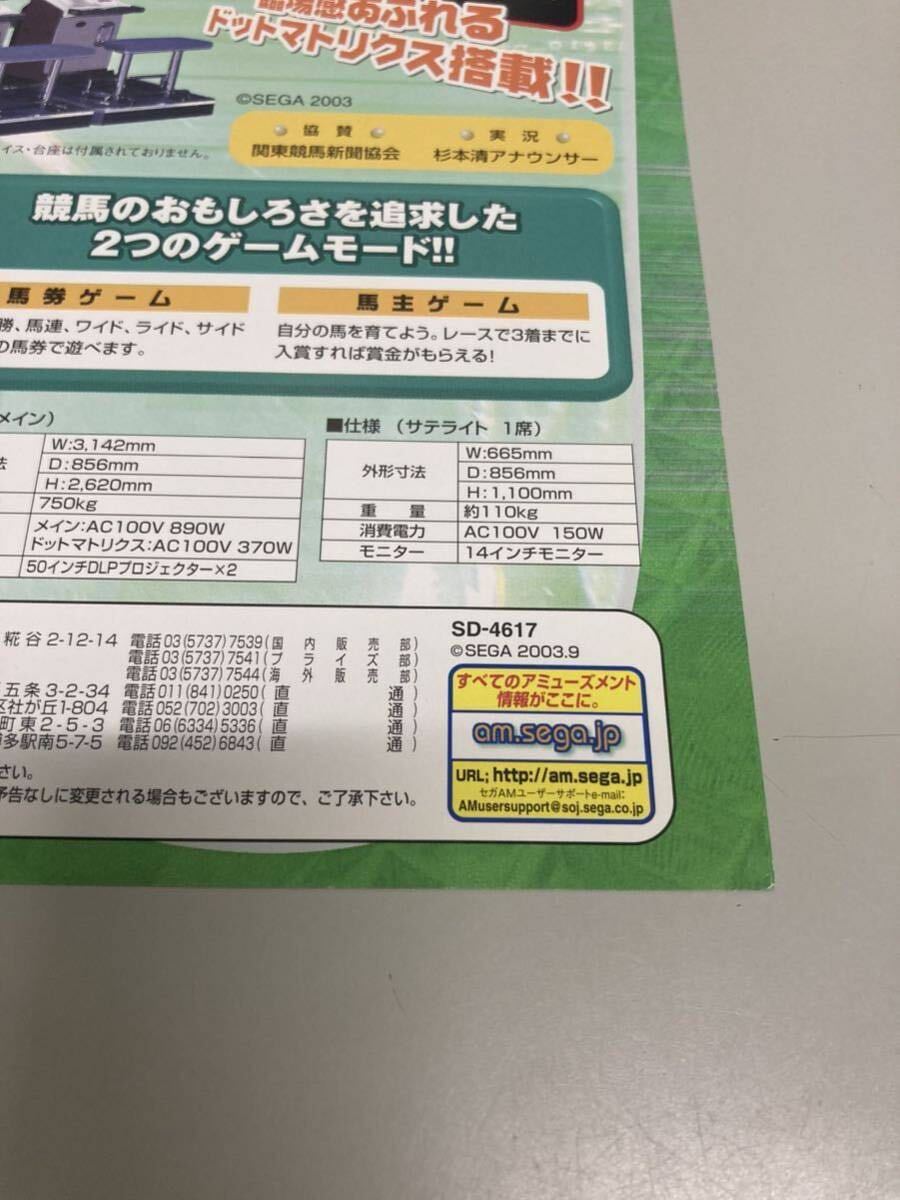 臨場感あふれる
ドットマトリクス搭載!!
©SEGA 2003
協賛
関東競馬新聞協会
実況
杉本清アナウンサー
イス・台座は付属されておりません。
競馬のおもしろさを追求した
2つのゲームモード!!
馬券ゲーム
勝、馬連、ワイド、ライド、サイド
の馬券で遊べます。
馬主ゲーム
自分の馬を育てよう。レースで3着までに
入賞すれば賞金がもらえる!
メイン)
法
W:3,142mm
D:856mm
H:2,620mm
750kg
メイン:AC100V 890W
ドットマトリクス:AC100V 370W
50インチDLPプロジェクター×2
■仕様(サテライト 1席)
外形寸法
W:665mm
D:856mm
H:1,100mm
重量 約110kg
消費電力 AC100V 150W
モニター 14インチモニター
糀谷2-12-14 電話03(5737)7539(国内販売部)
電話03(5737)7541(プライズ部)
電話03(5737)7544(海外販売部)
五条3-2-34 電話011(841)0250(直通)
区社が丘1-804 電話052(702)3003(直通)
町東2-5-3 電話06(6334)5336(直通)
博多駅南5-7-5 電話092(452)6843(直通)
さい。
予告なしに変更される場合もございますので、ご了承下さい。
SD-4617
©SEGA 2003.9
すべてのアミューズメント
情報がここに。
am.sega.jp
URL; http://am.sega.jp
セガAMユーザーサポートe-mail:
AMusersupport@soj.sega.co.jp